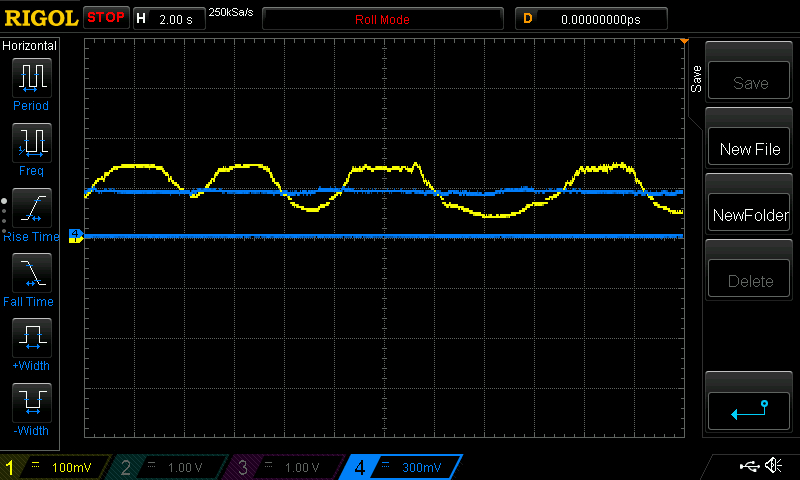 RIGOL STOP H 2.00 s 250kSa/s Roll Mode D 0.00000000ps
Horizontal
Period
Freq
Rise Time
Fall Time
+Width
-Width
4
1
Save
Save
New File
NewFolder
Delete
1 100mV 2 1.00 V 3 1.00 V 4 300mV